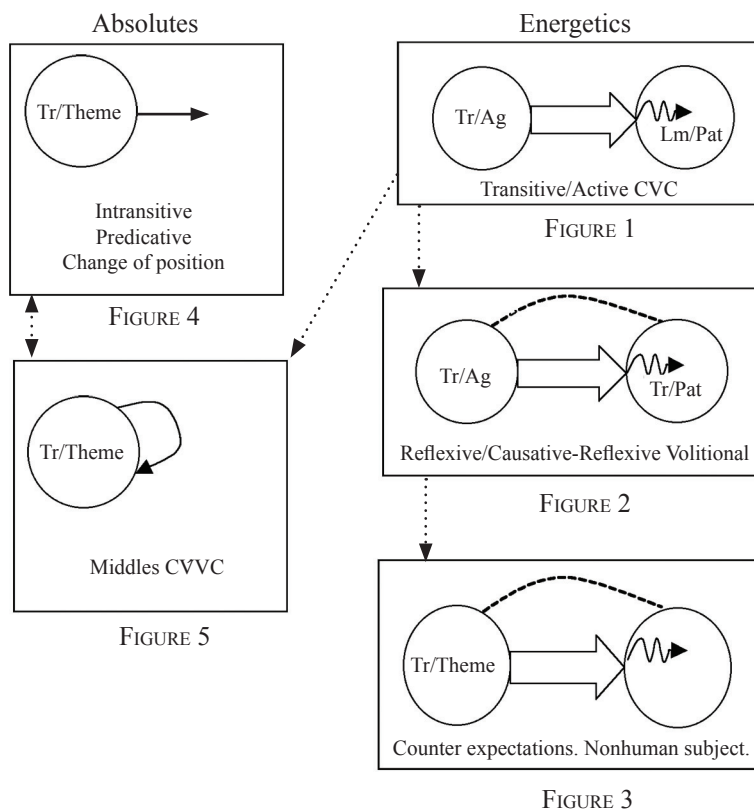 Absolutes
Tr/Theme
Intransitive
Predicative
Change of position
FIGURE 4
Tr/Theme
Middles CV́VC
FIGURE 5
Energetics
Tr/Ag
Lm/Pat
Transitive/Active CVC
FIGURE 1
Tr/Ag
Tr/Pat
Reflexive/Causative-Reflexive Volitional
FIGURE 2
Tr/Theme
Counter expectations. Nonhuman subject.
FIGURE 3